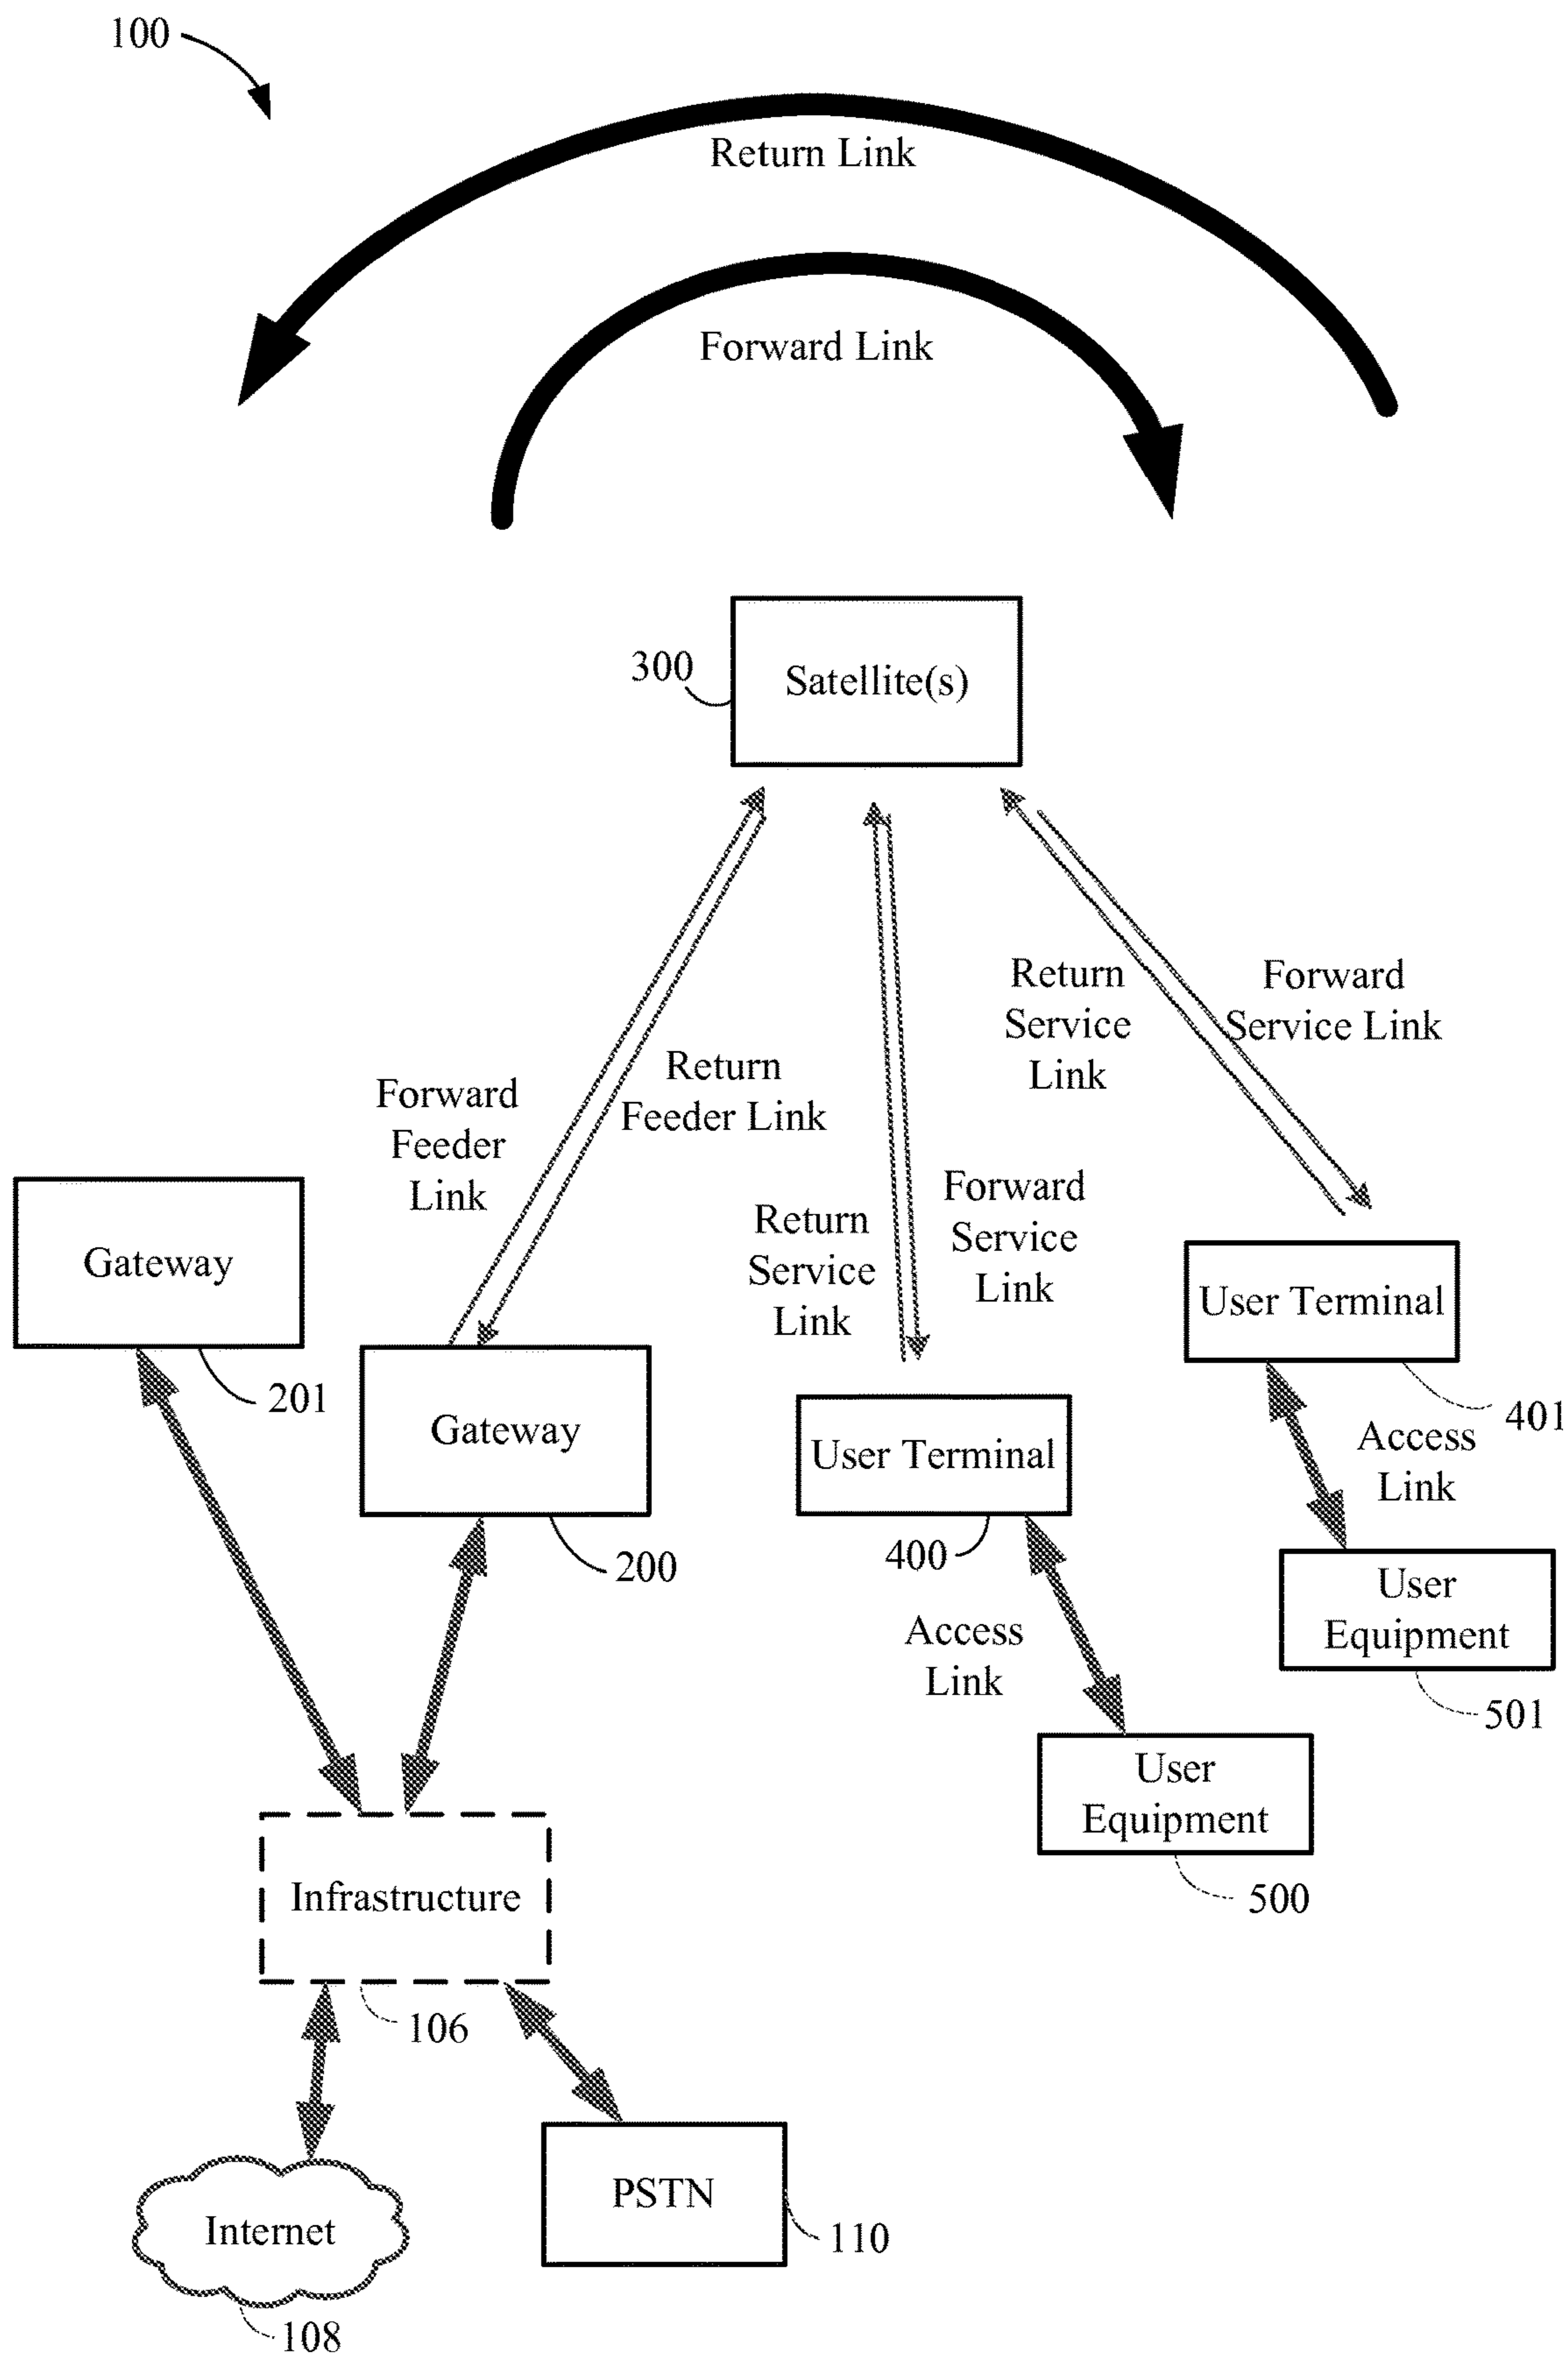 100
Return Link
Forward Link
300
Satellite(s)
Return
Service
Link
Forward
Service Link
Return
Feeder Link
Forward
Feeder
Link
Forward
Service
Link
Return
Service
Link
Gateway
201
User Terminal
401
Gateway
200
User Terminal
400
Access
Link
User
Equipment
501
Access
Link
User
Equipment
500
Infrastructure
106
PSTN
110
Internet
108